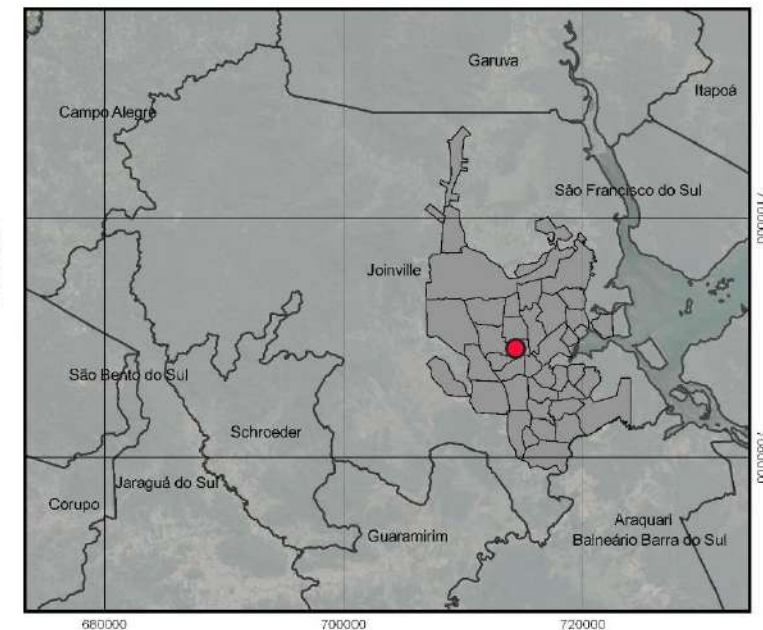 Garuva
Itapoá
Campo Alegre
São Francisco do Sul
Joinville
São Bento do Sul
Schroeder
Jaraguá do Sul
Corupo
Guaramirim
Araquari
Balneário Barra do Sul
680000
700000
720000